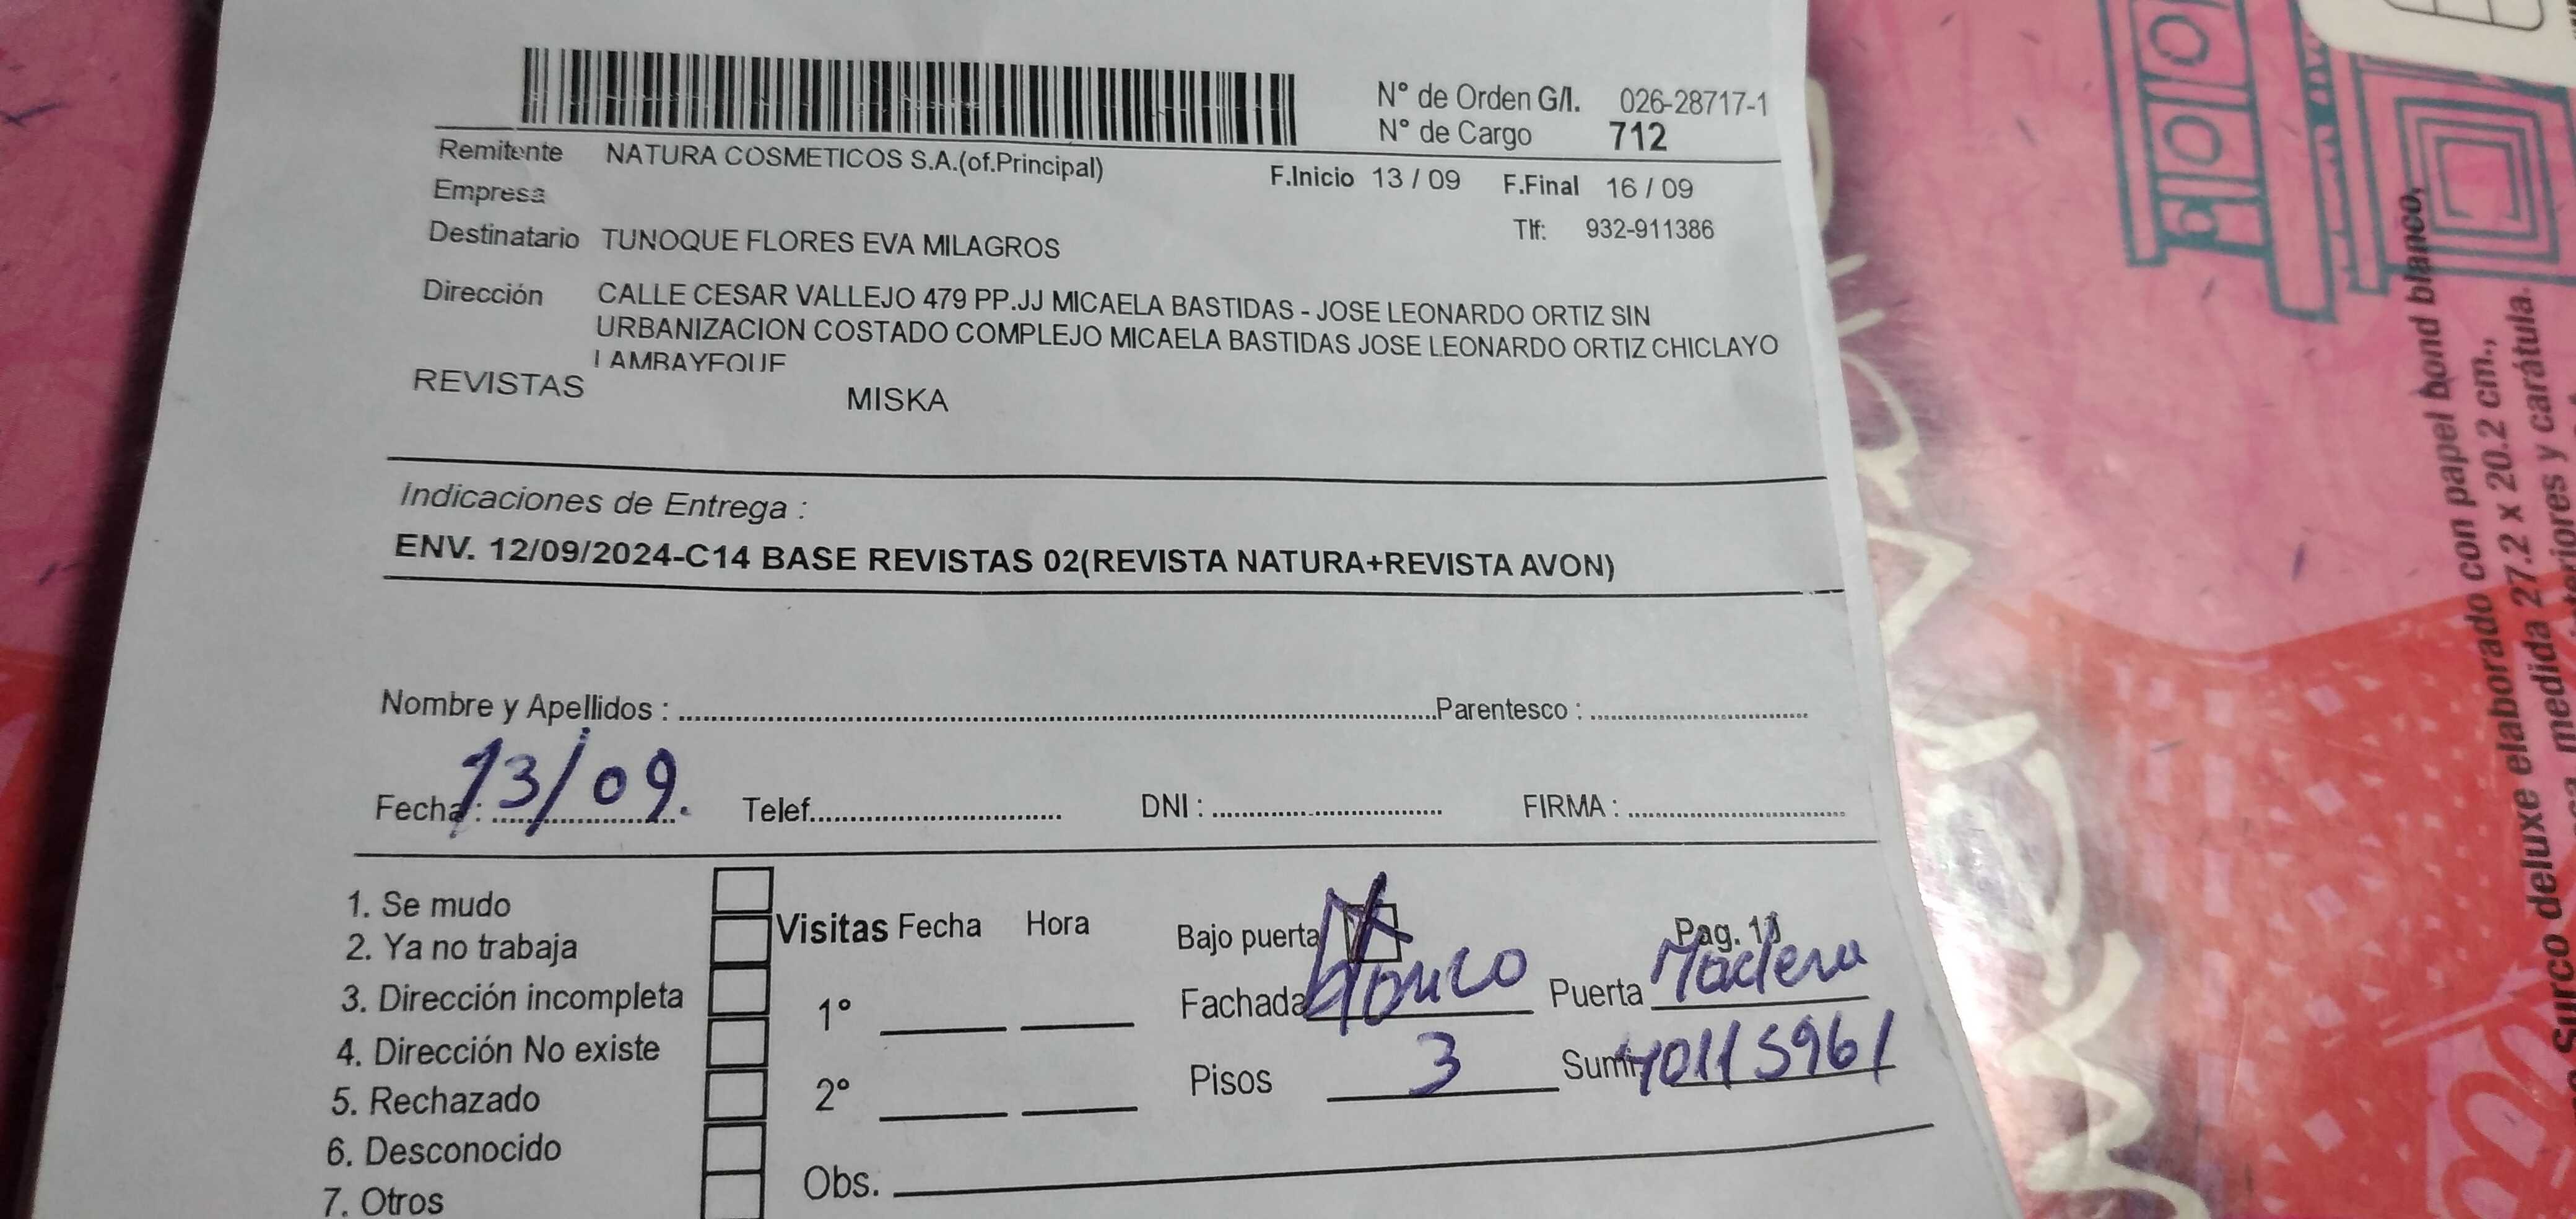 N° de Orden G/I. 026-28717-1
N° de Cargo 712
Remitente NATURA COSMETICOS S.A.(of.Principal)
F.Inicio 13 / 09 F.Final 16 / 09
Empresa
Tlf: 932-911386
Destinatario TUNOQUE FLORES EVA MILAGROS
Dirección CALLE CESAR VALLEJO 479 PP.JJ MICAELA BASTIDAS - JOSE LEONARDO ORTIZ SIN
URBANIZACION COSTADO COMPLEJO MICAELA BASTIDAS JOSE LEONARDO ORTIZ CHICLAYO
LAMBAYEQUE
REVISTAS MISKA
Indicaciones de Entrega :
ENV. 12/09/2024-C14 BASE REVISTAS 02(REVISTA NATURA+REVISTA AVON)
Nombre y Apellidos : Parentesco :
Fecha : 13/09. Telef. DNI : FIRMA :
1. Se mudo
2. Ya no trabaja
3. Dirección incompleta
4. Dirección No existe
5. Rechazado
6. Desconocido
7. Otros
Visitas Fecha Hora
1°
2°
Obs.
Bajo puerta Pag. 11
Fachada Puerta Madera
Pisos 3 Sumi 40115961
deluxe elaborado con papel bond blanco,
medida 27.2 x 20.2 cm.,
y carátula.
Surco